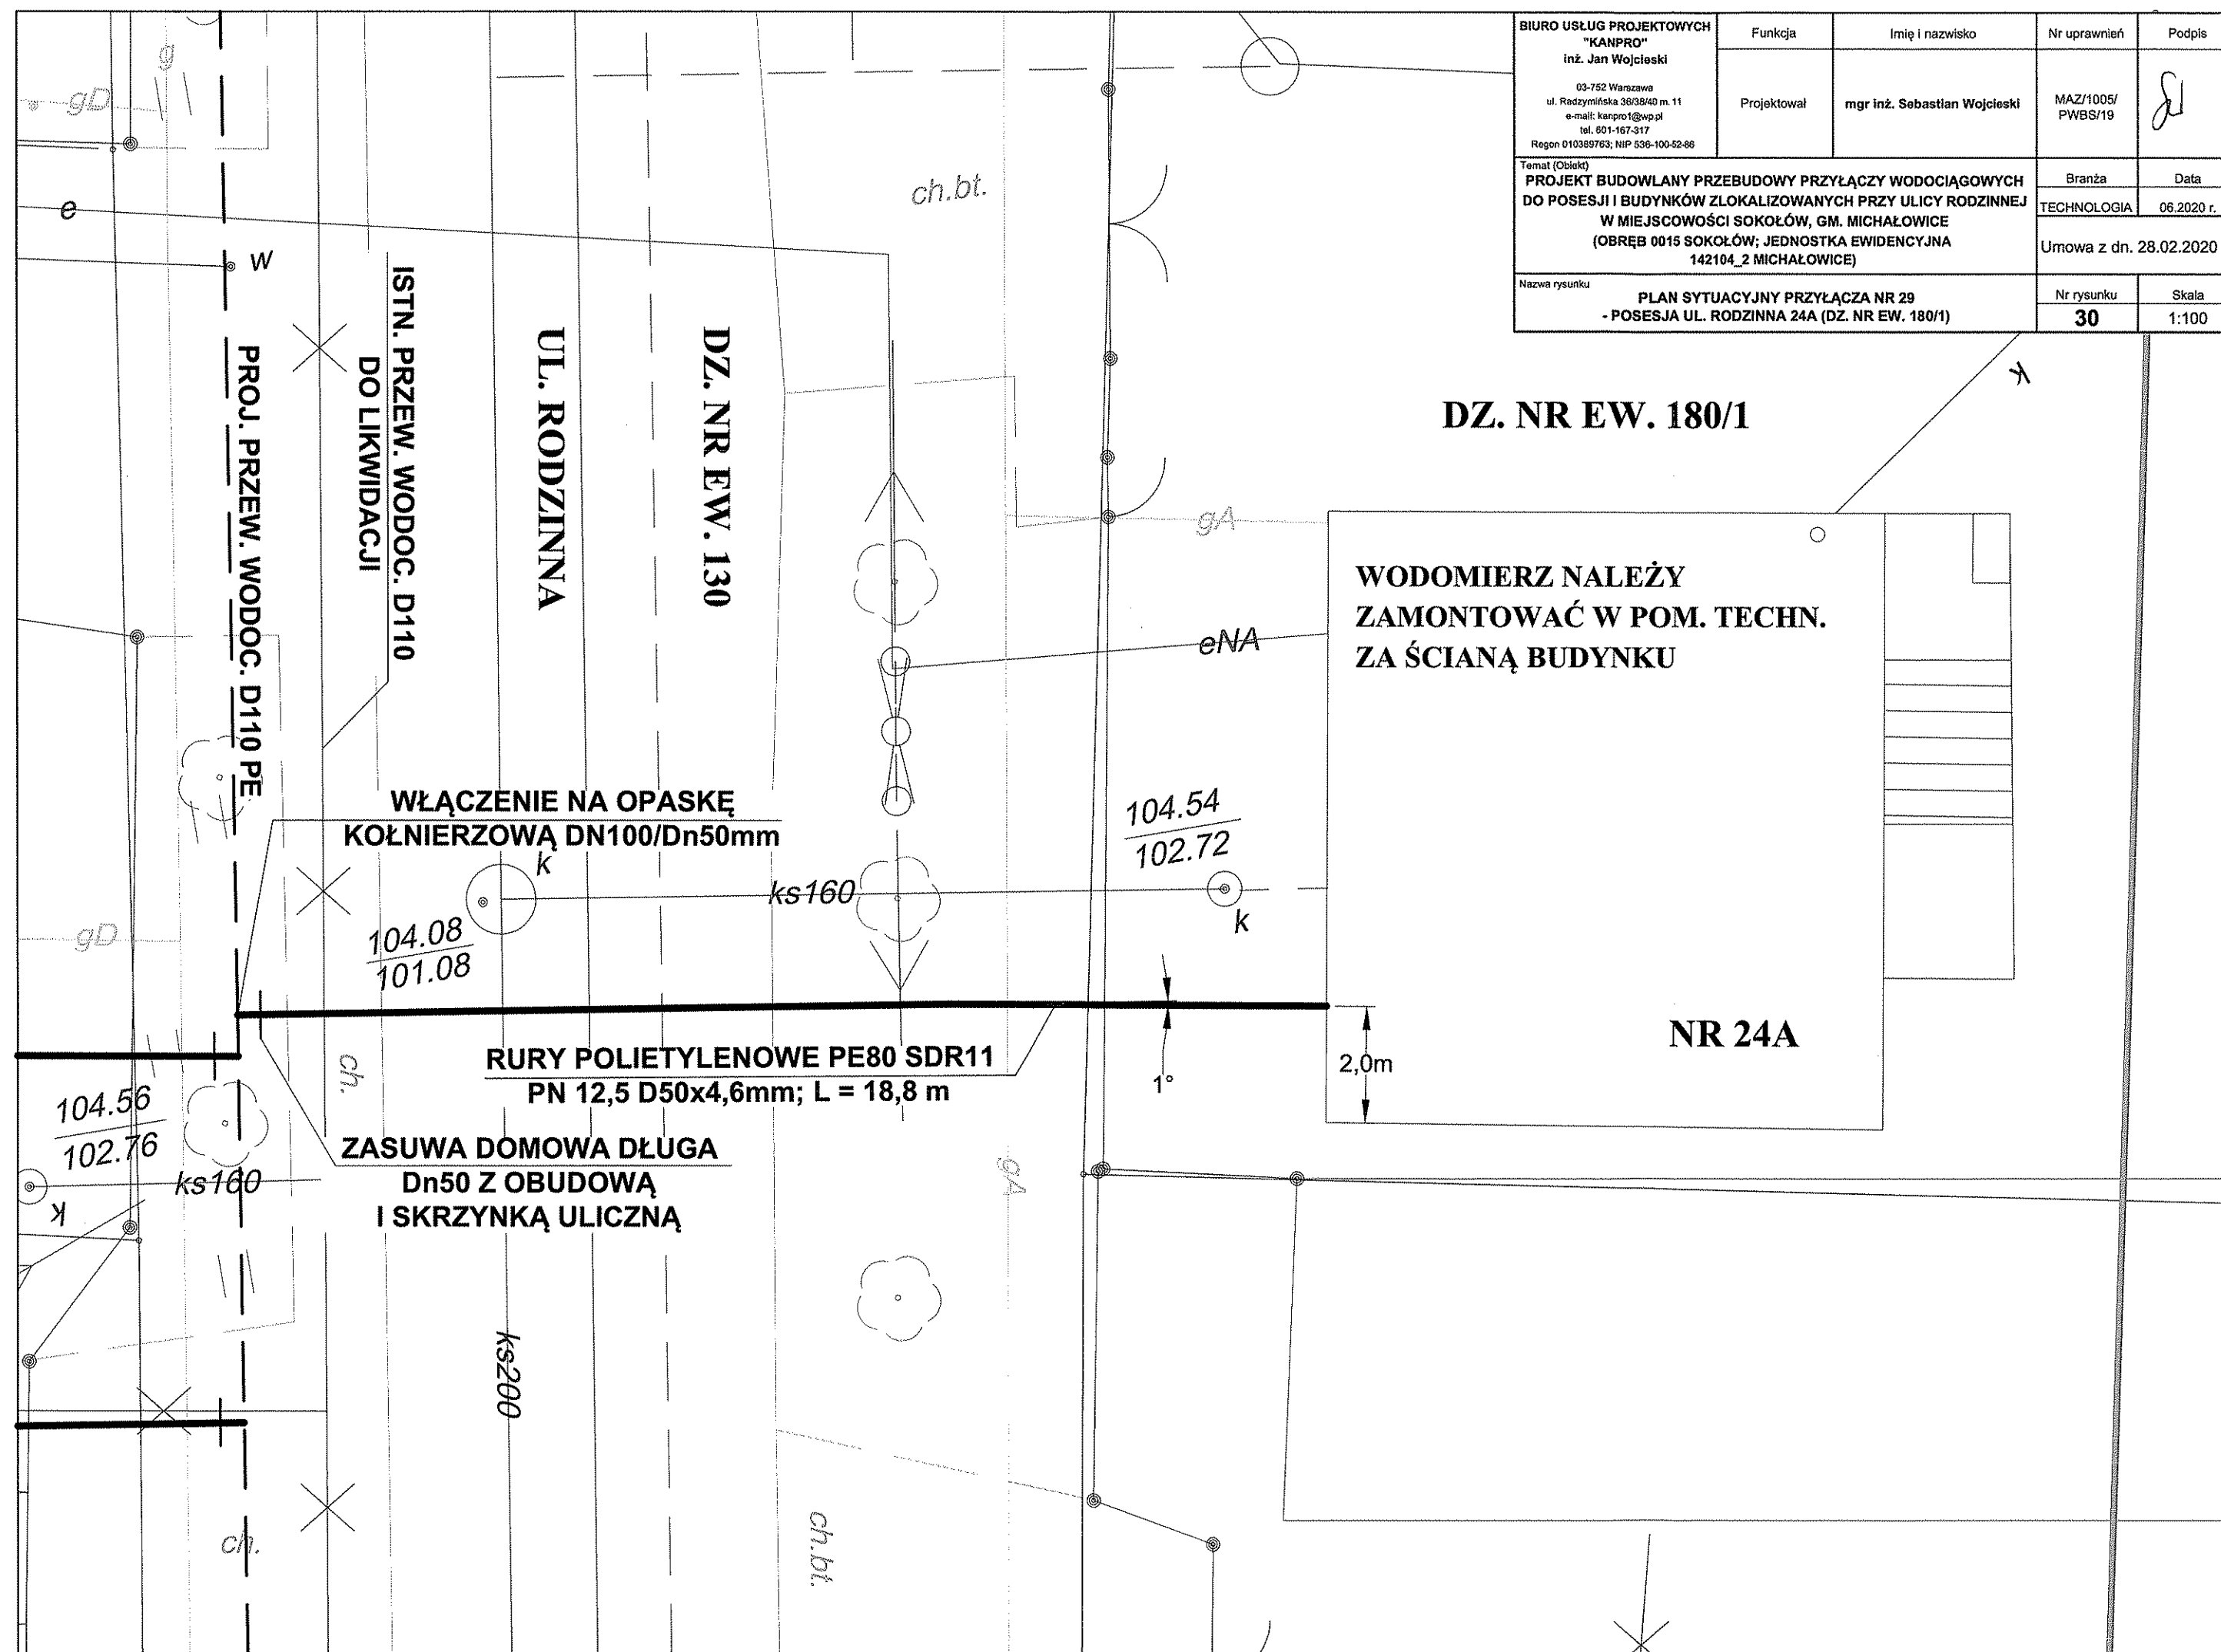 BIURO USŁUG PROJEKTOWYCH
"KANPRO"
inż. Jan Wojcieski
03-752 Warszawa
ul. Radzymińska 36/38/40 m. 11
e-mail: kanpro1@wp.pl
tel. 601-167-317
Regon 010389763; NIP 536-100-52-86
Funkcja
Imię i nazwisko
Nr uprawnień
Podpis
Projektował
mgr inż. Sebastian Wojcieski
MAZ/1005/
PWBS/19
Temat (Obiekt)
PROJEKT BUDOWLANY PRZEBUDOWY PRZYŁĄCZY WODOCIĄGOWYCH
DO POSESJI I BUDYNKÓW ZLOKALIZOWANYCH PRZY ULICY RODZINNEJ
W MIEJSCOWOŚCI SOKOŁÓW, GM. MICHAŁOWICE
(OBRĘB 0015 SOKOŁÓW; JEDNOSTKA EWIDENCYJNA
142104_2 MICHAŁOWICE)
Branża
Data
TECHNOLOGIA
06.2020 r.
Umowa z dn. 28.02.2020
Nazwa rysunku
PLAN SYTUACYJNY PRZYŁĄCZA NR 29
- POSESJA UL. RODZINNA 24A (DZ. NR EW. 180/1)
Nr rysunku
Skala
30
1:100
g
gD
e
w
ch.bt.
k
PROJ. PRZEW. WODOC. D110 PE
ISTN. PRZEW. WODOC. D110
DO LIKWIDACJI
UL. RODZINNA
DZ. NR EW. 130
DZ. NR EW. 180/1
gA
eNA
WODOMIERZ NALEŻY
ZAMONTOWAĆ W POM. TECHN.
ZA ŚCIANĄ BUDYNKU
WŁĄCZENIE NA OPASKĘ
KOŁNIERZOWĄ DN100/Dn50mm
k
ks160
104.54
102.72
k
gD
104.08
101.08
RURY POLIETYLENOWE PE80 SDR11
PN 12,5 D50x4,6mm; L = 18,8 m
1°
2,0m
NR 24A
ch.
104.56
102.76
ks160
k
ZASUWA DOMOWA DŁUGA
Dn50 Z OBUDOWĄ
I SKRZYNKĄ ULICZNĄ
gA
ks200
ch.
ch.bt.